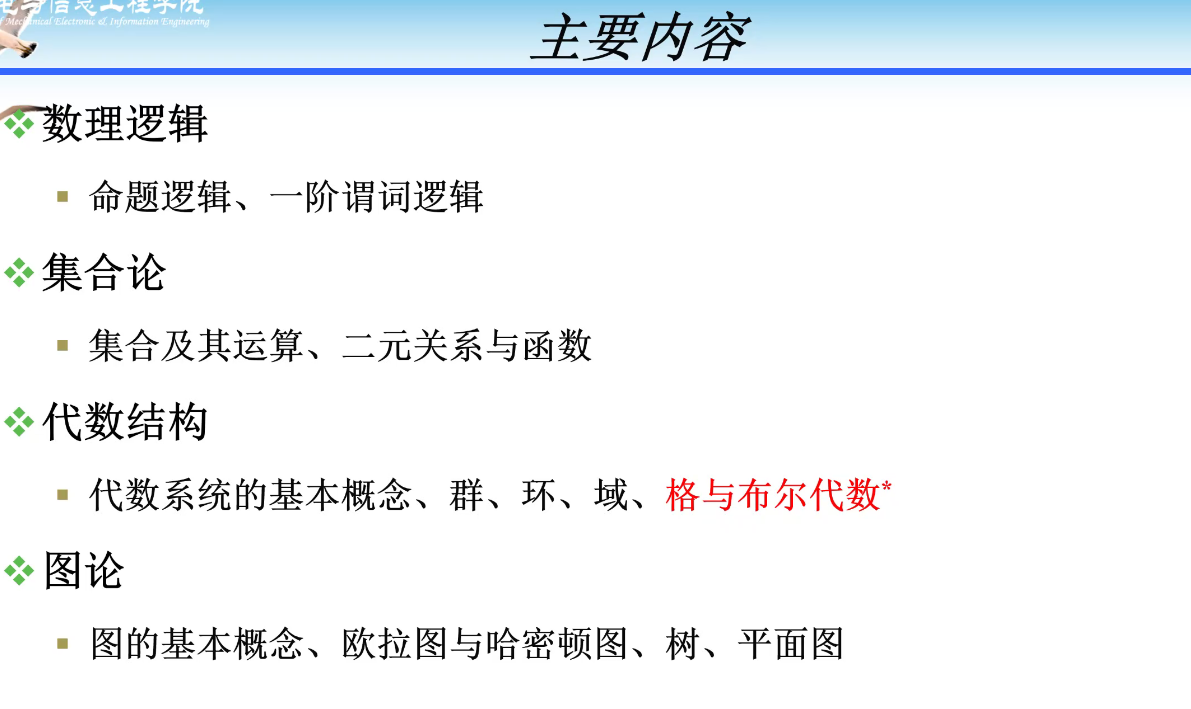 电与信息工程学院
f Mechanical Electronic & Information Engineering
主要内容
数理逻辑
命题逻辑、一阶谓词逻辑
集合论
集合及其运算、二元关系与函数
代数结构
代数系统的基本概念、群、环、域、格与布尔代数*
图论
图的基本概念、欧拉图与哈密顿图、树、平面图